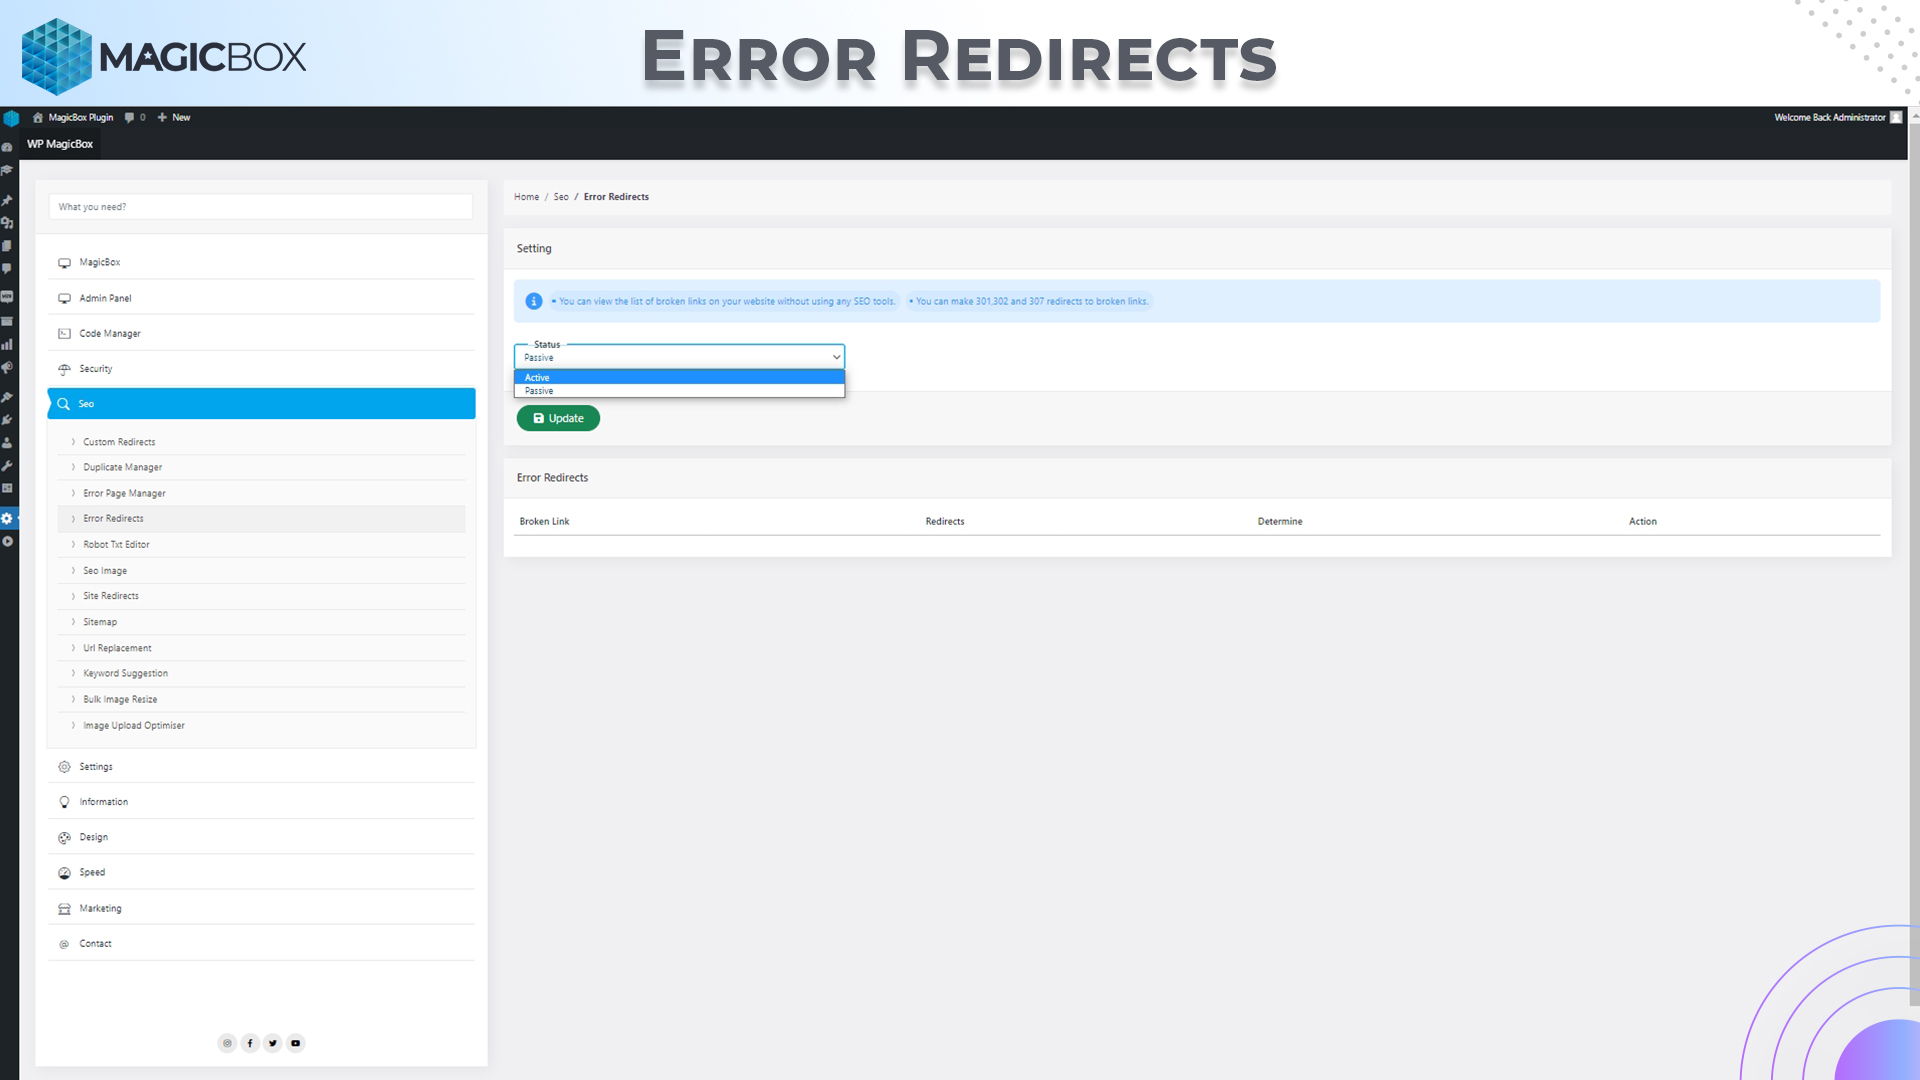 MAGICBOX
ERROR REDIRECTS
MagicBox Plugin 0 New
Welcome Back Administrator
WP MagicBox
What you need?
MagicBox
Admin Panel
Code Manager
Security
Seo
Custom Redirects
Duplicate Manager
Error Page Manager
Error Redirects
Robot Txt Editor
Seo Image
Site Redirects
Sitemap
Url Replacement
Keyword Suggestion
Bulk Image Resize
Image Upload Optimiser
Settings
Information
Design
Speed
Marketing
Contact
Home / Seo / Error Redirects
Setting
• You can view the list of broken links on your website without using any SEO tools. • You can make 301,302 and 307 redirects to broken links.
Status
Passive
Active
Passive
Update
Error Redirects
Broken Link Redirects Determine Action